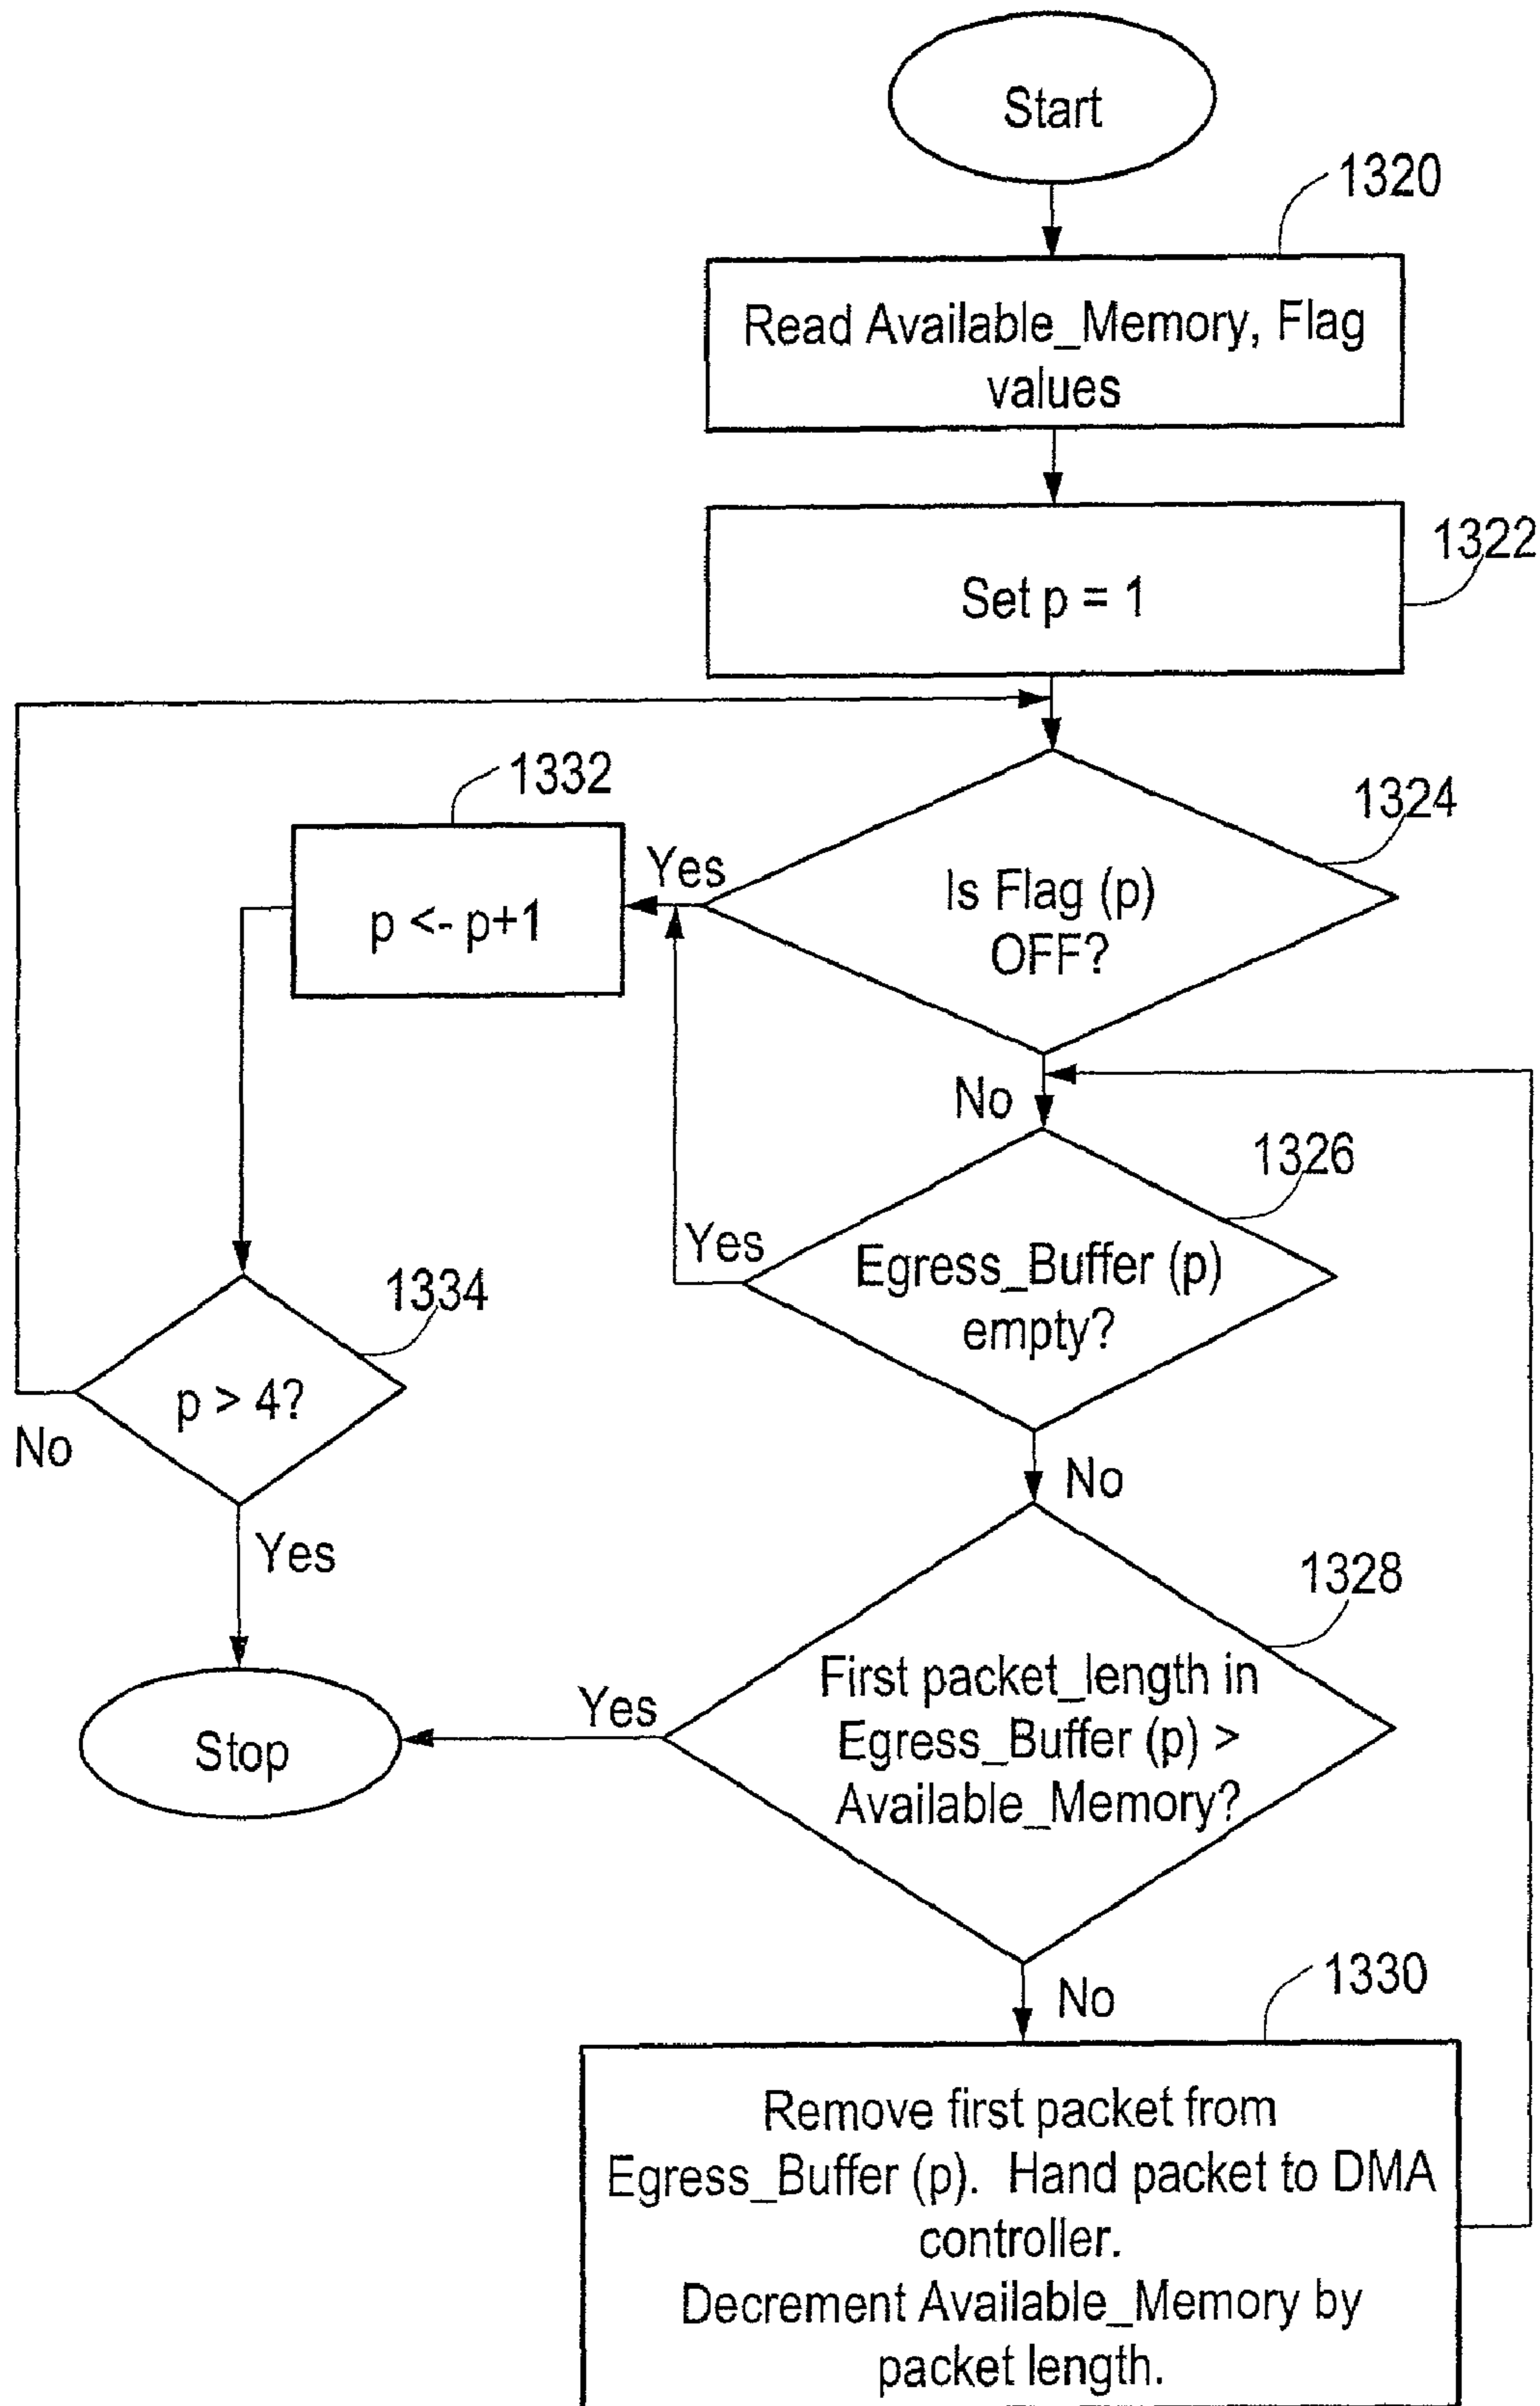 Start
1320
Read Available_Memory, Flag
values
1322
Set p = 1
1332
1324
Yes
p <- p+1
Is Flag (p)
OFF?
No
1326
Yes
Egress_Buffer (p)
empty?
1334
p > 4?
No
No
Yes
1328
First packet_length in
Egress_Buffer (p) >
Available_Memory?
Yes
Stop
No
1330
Remove first packet from
Egress_Buffer (p). Hand packet to DMA
controller.
Decrement Available_Memory by
packet length.